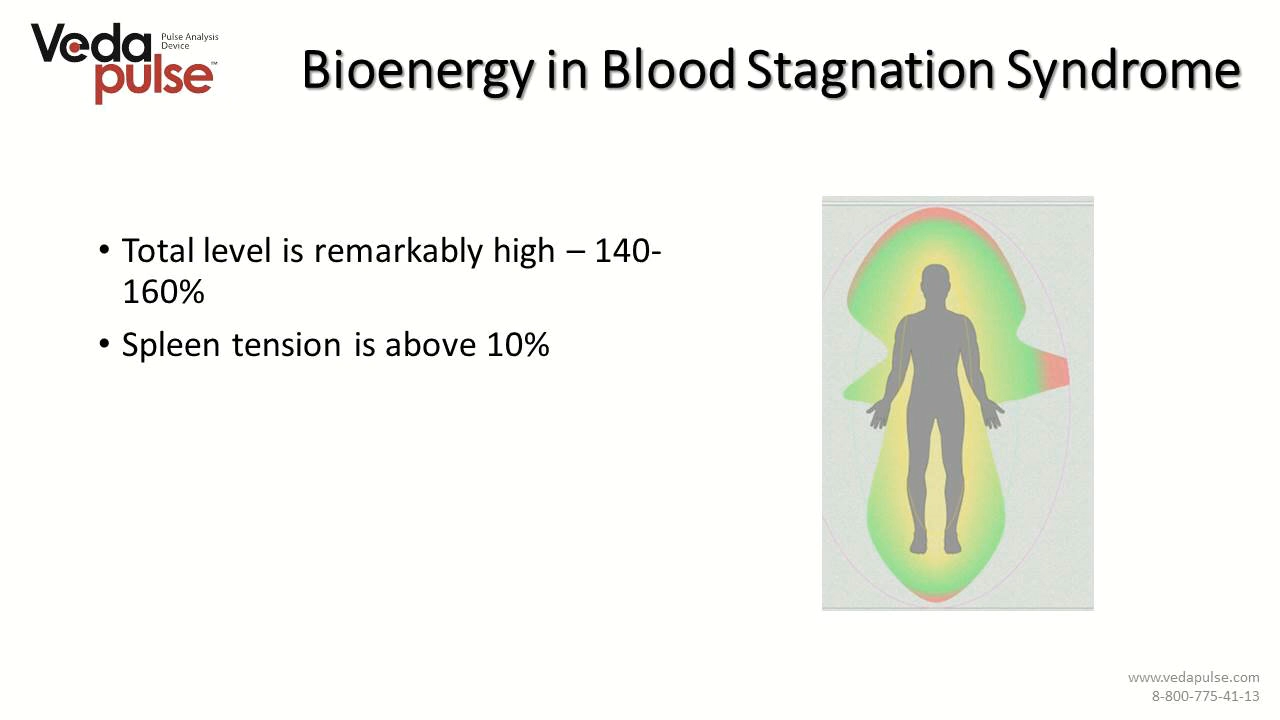 Veda
pulse™
Pulse Analysis
Device
Bioenergy in Blood Stagnation Syndrome
• Total level is remarkably high – 140-
160%
• Spleen tension is above 10%
www.vedapulse.com
8-800-775-41-13